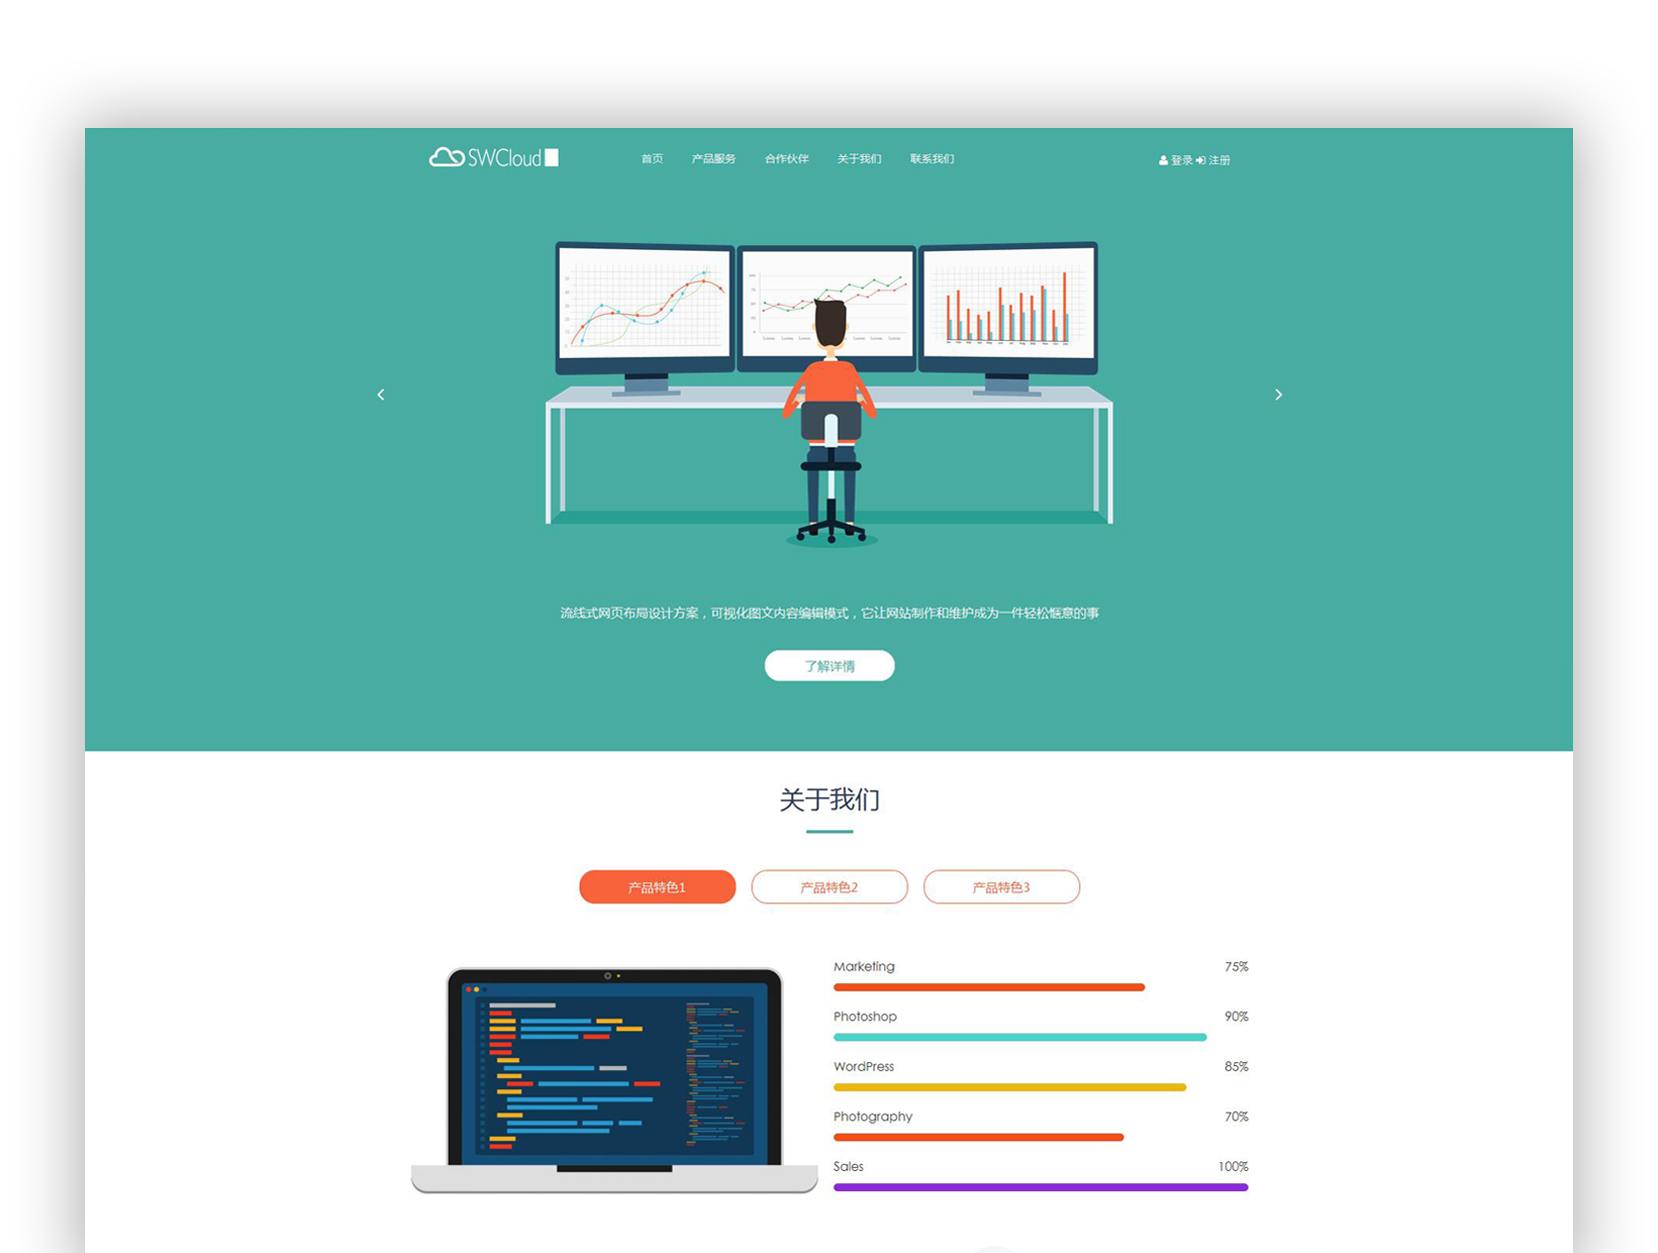 SWCloud
首页 产品服务 合作伙伴 关于我们 联系我们
登录 注册
流线式网页布局设计方案，可视化图文内容编辑模式，它让网站制作和维护成为一件轻松惬意的事
了解详情
关于我们
产品特色1 产品特色2 产品特色3
Marketing 75%
Photoshop 90%
WordPress 85%
Photography 70%
Sales 100%